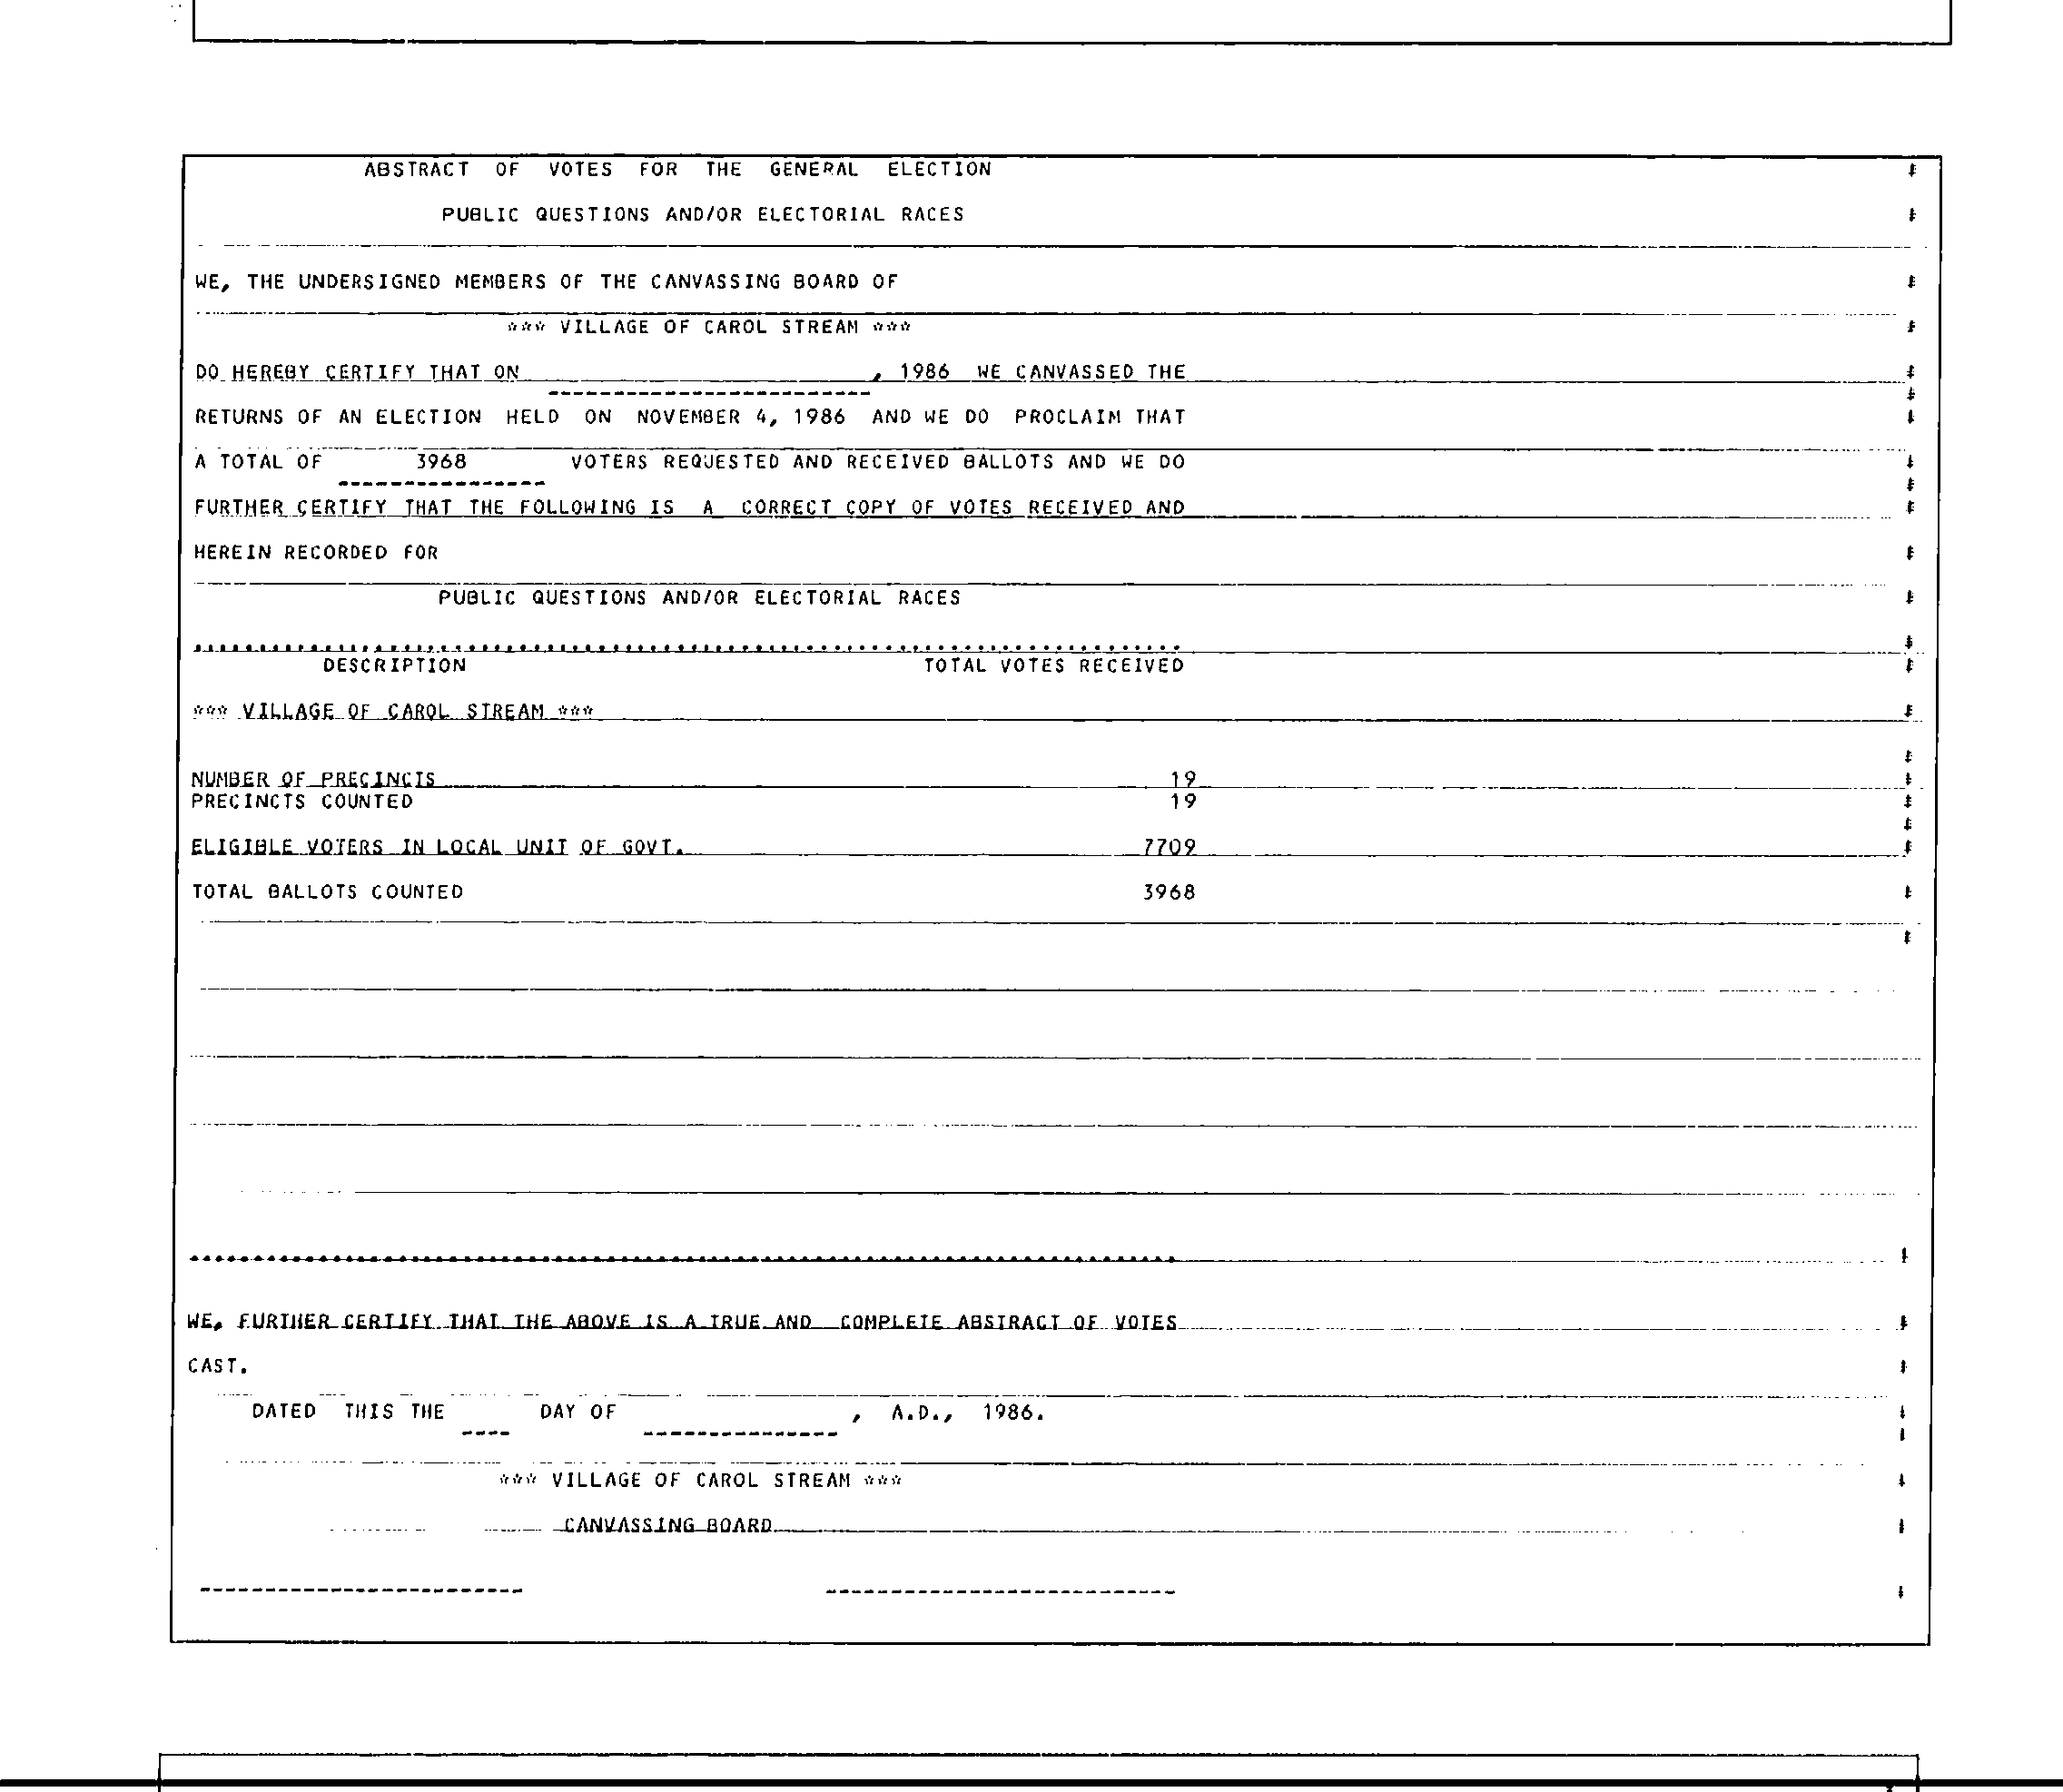 ABSTRACT OF VOTES FOR THE GENERAL ELECTION
PUBLIC QUESTIONS AND/OR ELECTORIAL RACES
WE, THE UNDERSIGNED MEMBERS OF THE CANVASSING BOARD OF
*** VILLAGE OF CAROL STREAM ***
DO HEREBY CERTIFY THAT ON , 1986 WE CANVASSED THE
RETURNS OF AN ELECTION HELD ON NOVEMBER 4, 1986 AND WE DO PROCLAIM THAT
A TOTAL OF 3968 VOTERS REQUESTED AND RECEIVED BALLOTS AND WE DO
FURTHER CERTIFY THAT THE FOLLOWING IS A CORRECT COPY OF VOTES RECEIVED AND
HEREIN RECORDED FOR
PUBLIC QUESTIONS AND/OR ELECTORIAL RACES
DESCRIPTION TOTAL VOTES RECEIVED
*** VILLAGE OF CAROL STREAM ***
NUMBER OF PRECINCTS 19
PRECINCTS COUNTED 19
ELIGIBLE VOTERS IN LOCAL UNIT OF GOVT. 7709
TOTAL BALLOTS COUNTED 3968
WE, FURTHER CERTIFY THAT THE ABOVE IS A TRUE AND COMPLETE ABSTRACT OF VOTES
CAST.
DATED THIS THE ---- DAY OF --------------- , A.D., 1986.
*** VILLAGE OF CAROL STREAM ***
CANVASSING BOARD